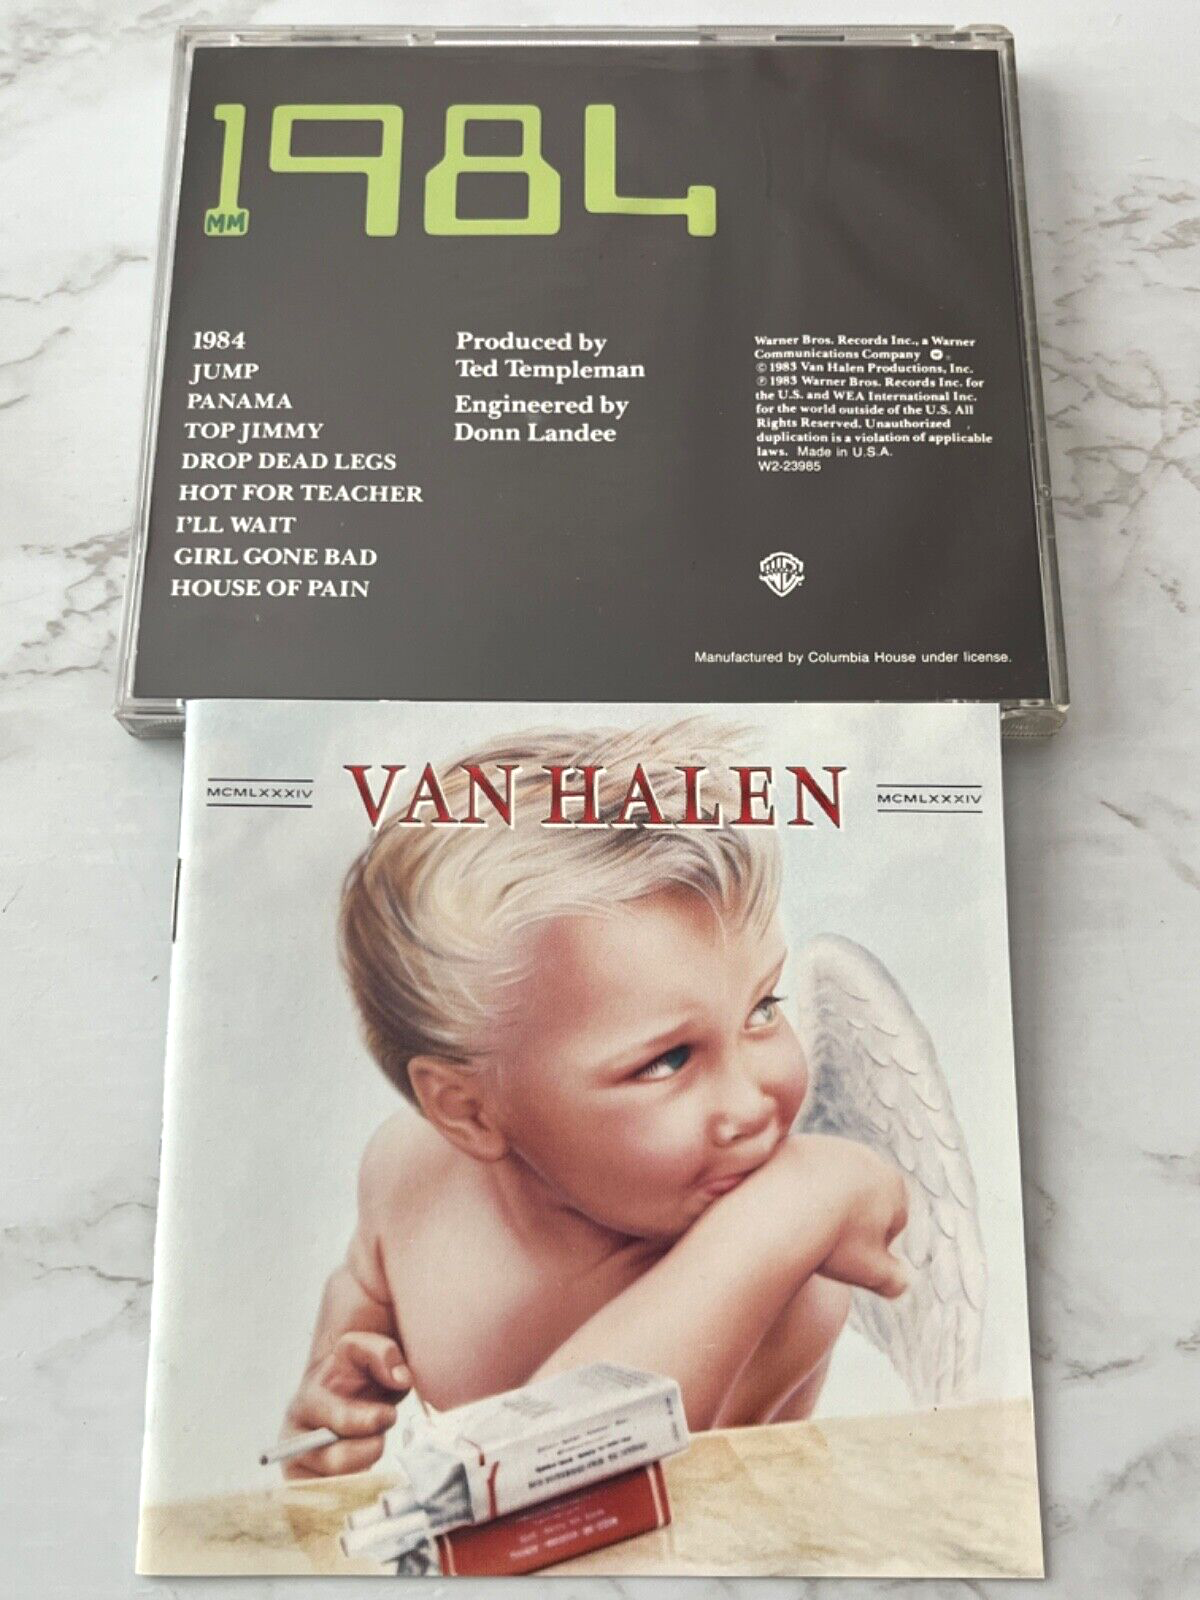 1984
MM
1984
JUMP
PANAMA
TOP JIMMY
DROP DEAD LEGS
HOT FOR TEACHER
I'LL WAIT
GIRL GONE BAD
HOUSE OF PAIN
Produced by
Ted Templeman
Engineered by
Donn Landee
Warner Bros. Records Inc., a Warner
Communications Company
© 1983 Van Halen Productions, Inc.
℗ 1983 Warner Bros. Records Inc. for
the U.S. and WEA International Inc.
for the world outside of the U.S. All
Rights Reserved. Unauthorized
duplication is a violation of applicable
laws. Made in U.S.A.
W2-23985
Manufactured by Columbia House under license.
MCMLXXXIV
VAN HALEN
MCMLXXXIV